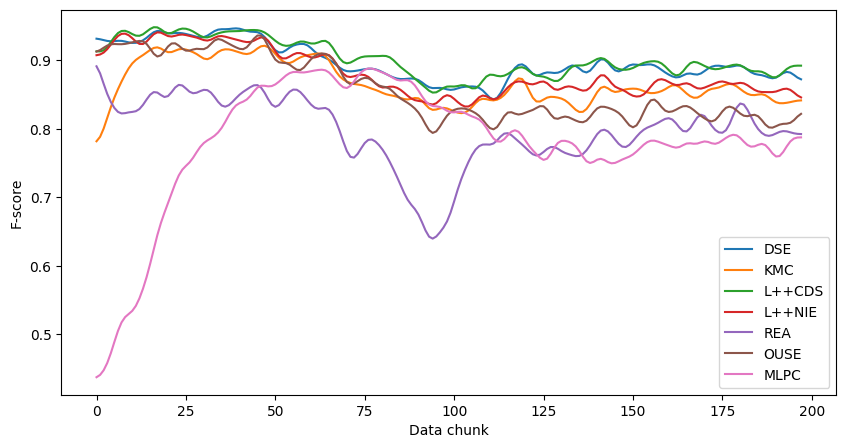 F-score
0.9
0.8
0.7
0.6
0.5
0 25 50 75 100 125 150 175 200
Data chunk
DSE
KMC
L++CDS
L++NIE
REA
OUSE
MLPC